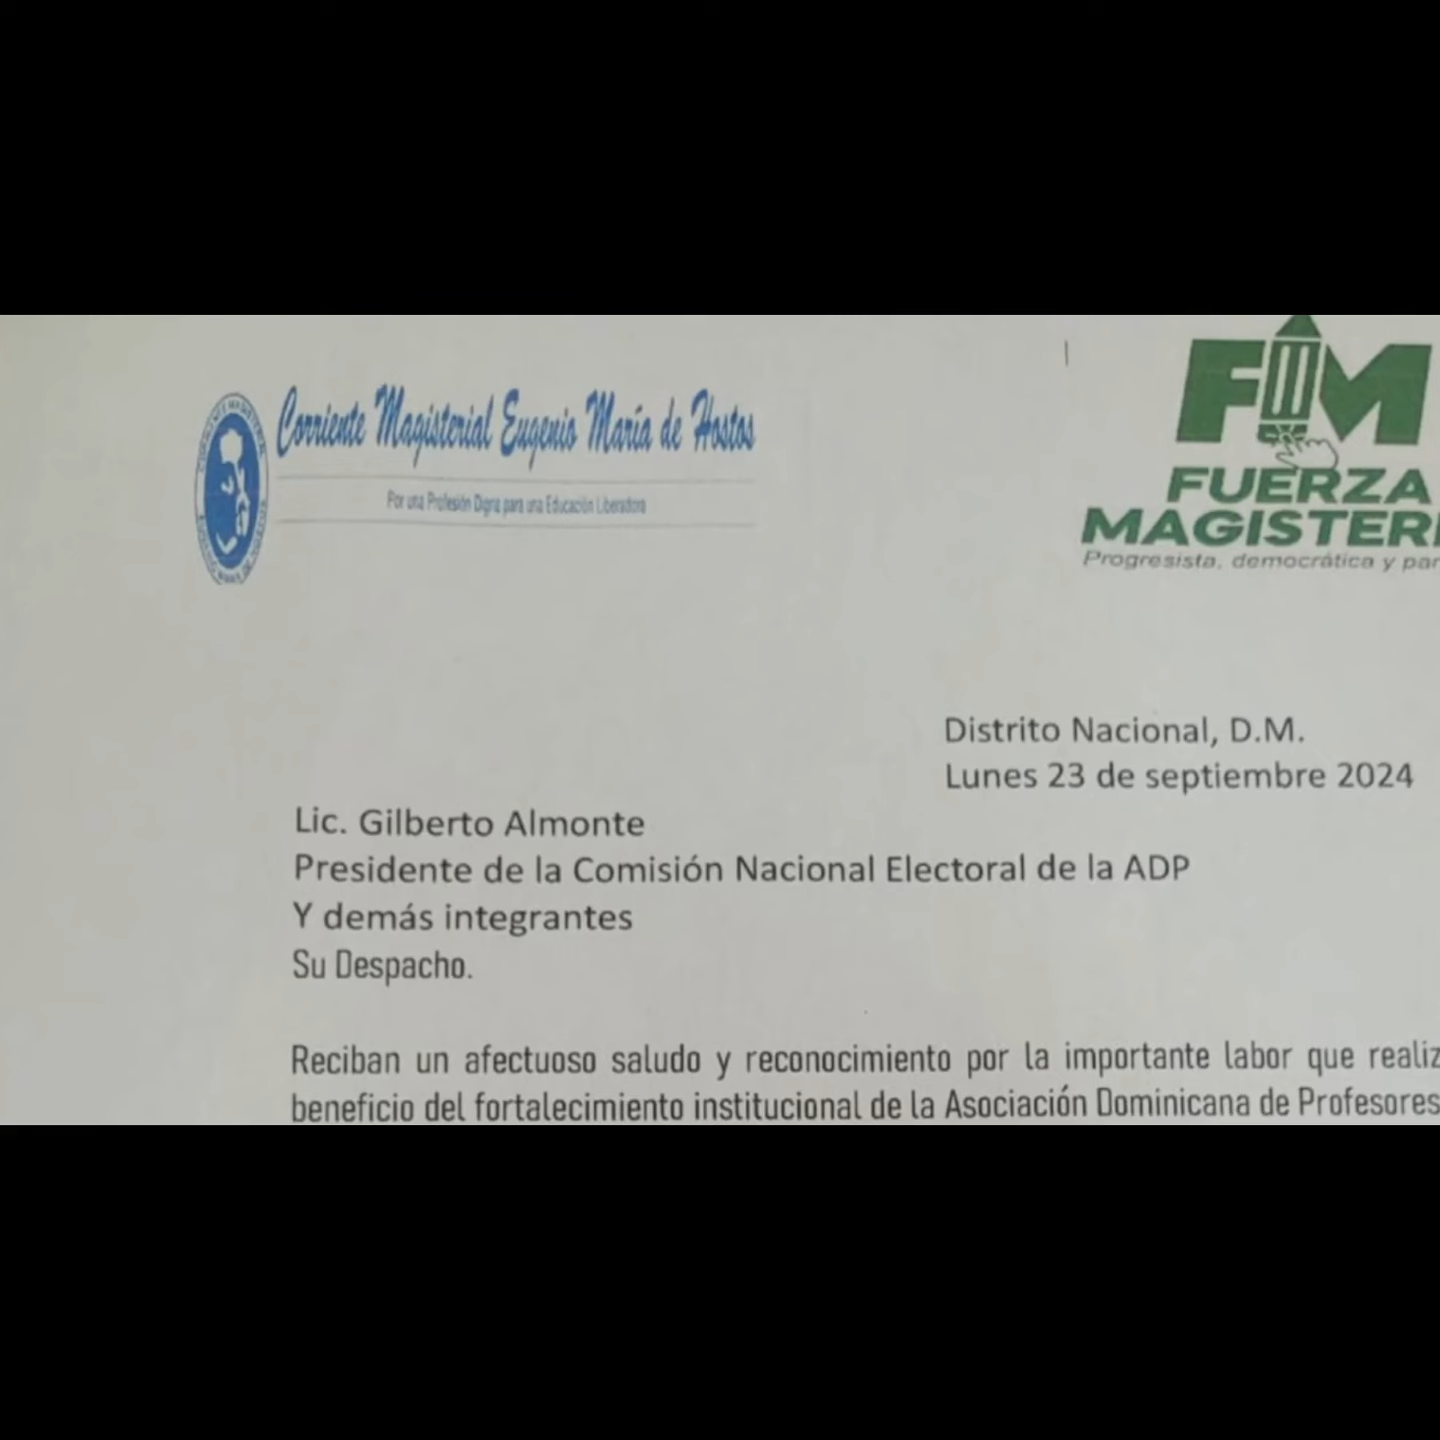 Corriente Magisterial Eugenio María de Hostos
Por una Profesión Digna para una Educación Liberadora
FM
FUERZA
MAGISTERI
Progresista, democrática y par
Distrito Nacional, D.M.
Lunes 23 de septiembre 2024
Lic. Gilberto Almonte
Presidente de la Comisión Nacional Electoral de la ADP
Y demás integrantes
Su Despacho.
Reciban un afectuoso saludo y reconocimiento por la importante labor que realiz
beneficio del fortalecimiento institucional de la Asociación Dominicana de Profesores